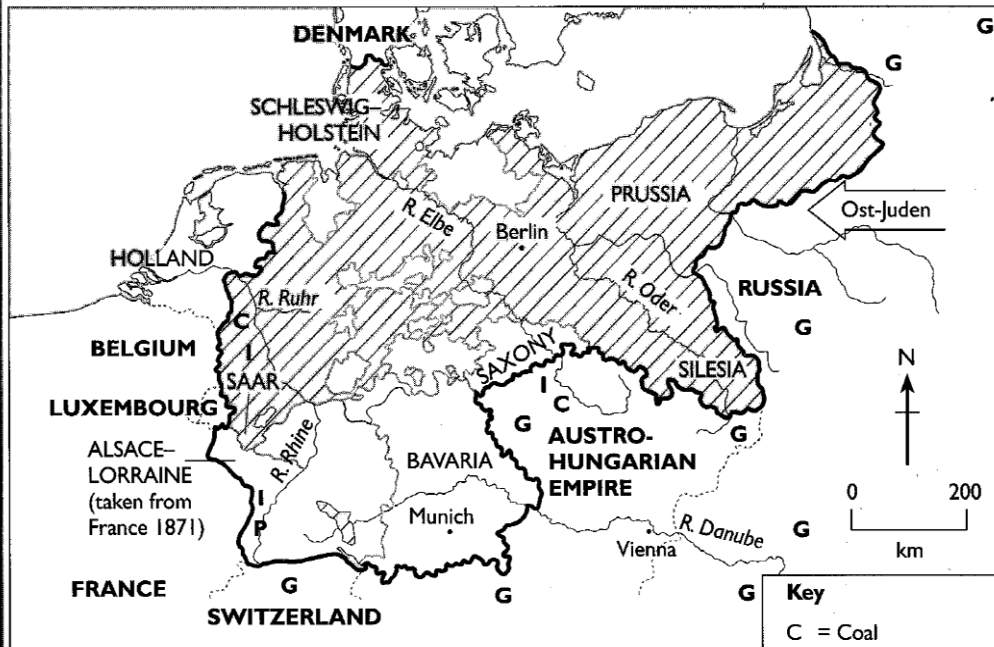 DENMARK
G
G
SCHLESWIG–
HOLSTEIN
PRUSSIA
Ost-Juden
R. Elbe
Berlin
HOLLAND
R. Oder
RUSSIA
R. Ruhr
C
G
BELGIUM
I
SAXONY
N
SAAR
SILESIA
I
C
LUXEMBOURG
G
G
AUSTRO-
HUNGARIAN
EMPIRE
ALSACE–
LORRAINE
(taken from
France 1871)
R. Rhine
BAVARIA
0 200
km
I
P
Munich
Vienna
R. Danube
G
FRANCE
G
SWITZERLAND
G
G
Key
C = Coal